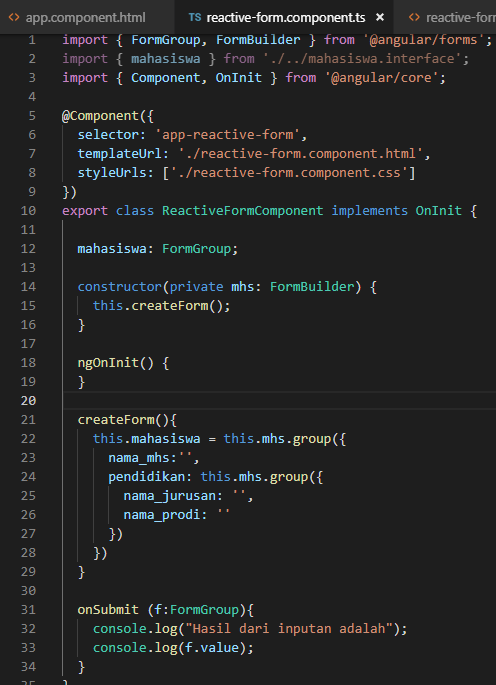 app.component.html
TS reactive-form.component.ts ×
reactive-form
1 import { FormGroup, FormBuilder } from '@angular/forms';
2 import { mahasiswa } from './../mahasiswa.interface';
3 import { Component, OnInit } from '@angular/core';
4
5 @Component({
6 selector: 'app-reactive-form',
7 templateUrl: './reactive-form.component.html',
8 styleUrls: ['./reactive-form.component.css']
9 })
10 export class ReactiveFormComponent implements OnInit {
11
12 mahasiswa: FormGroup;
13
14 constructor(private mhs: FormBuilder) {
15 this.createForm();
16 }
17
18 ngOnInit() {
19 }
20
21 createForm(){
22 this.mahasiswa = this.mhs.group({
23 nama_mhs:'',
24 pendidikan: this.mhs.group({
25 nama_jurusan: '',
26 nama_prodi: ''
27 })
28 })
29 }
30
31 onSubmit (f:FormGroup){
32 console.log("Hasil dari inputan adalah");
33 console.log(f.value);
34 }
35 }